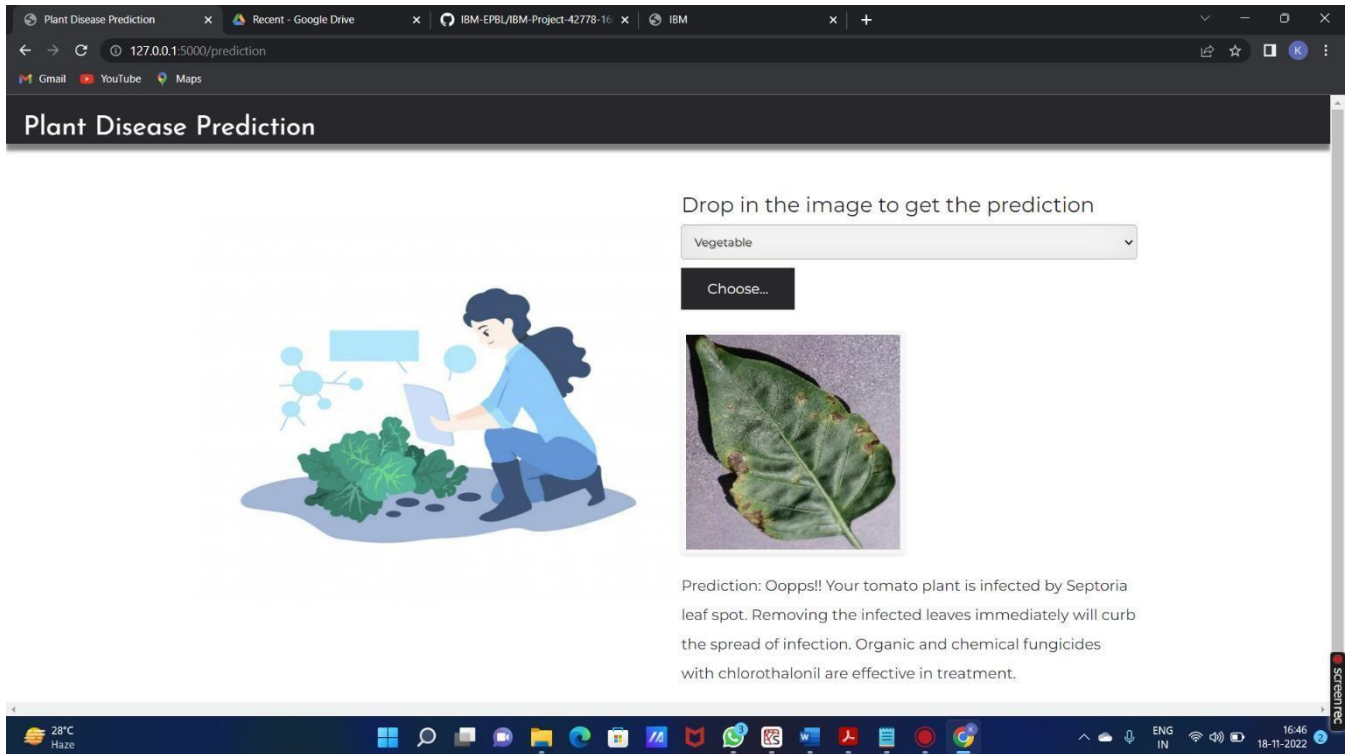 Plant Disease Prediction
Recent - Google Drive
IBM-EPBL/IBM-Project-42778-16
IBM
127.0.0.1:5000/prediction
K
Gmail
YouTube
Maps
Plant Disease Prediction
Drop in the image to get the prediction
Vegetable
Choose...
Prediction: Oopps!! Your tomato plant is infected by Septoria
leaf spot. Removing the infected leaves immediately will curb
the spread of infection. Organic and chemical fungicides
with chlorothalonil are effective in treatment.
screenrec
28°C
Haze
ENG
IN
16:46
18-11-2022
2